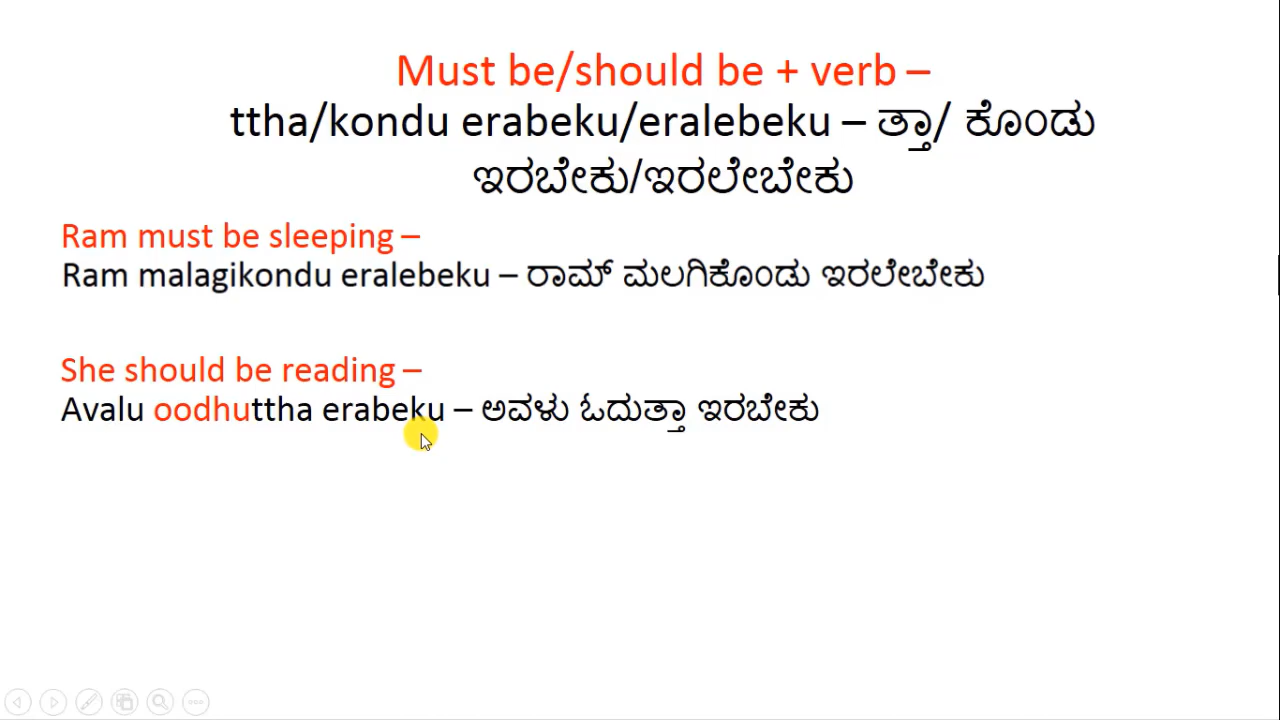 Must be/should be + verb –
ttha/kondu erabeku/eralebeku – ತ್ತಾ/ ಕೊಂಡು
ಇರಬೇಕು/ಇರಲೇಬೇಕು
Ram must be sleeping –
Ram malagikondu eralebeku – ರಾಮ್ ಮಲಗಿಕೊಂಡು ಇರಲೇಬೇಕು
She should be reading –
Avalu oodhuttha erabeku – ಅವಳು ಓದುತ್ತಾ ಇರಬೇಕು